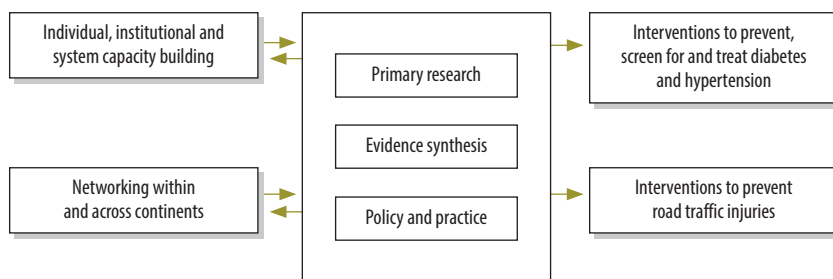 Individual, institutional and
system capacity building
Networking within
and across continents
Primary research
Evidence synthesis
Policy and practice
Interventions to prevent,
screen for and treat diabetes
and hypertension
Interventions to prevent
road traffic injuries